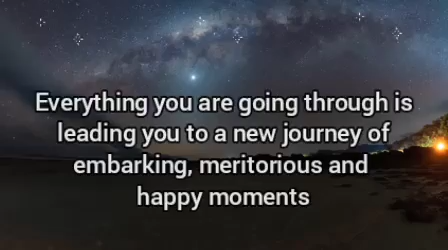 Everything you are going through is
leading you to a new journey of
embarking, meritorious and
happy moments